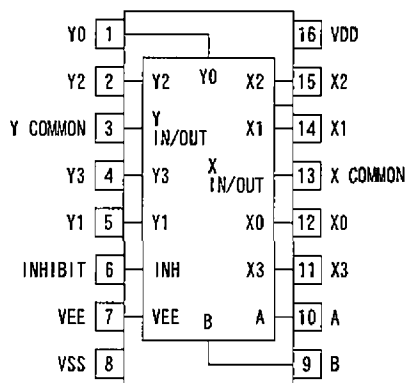 Y0 1 16 VDD
Y2 2 Y2 Y0 X2 15 X2
Y COMMON 3 Y IN/OUT X1 14 X1
Y3 4 Y3 X IN/OUT 13 X COMMON
Y1 5 Y1 X0 12 X0
INHIBIT 6 INH X3 11 X3
VEE 7 VEE B A 10 A
VSS 8 9 B